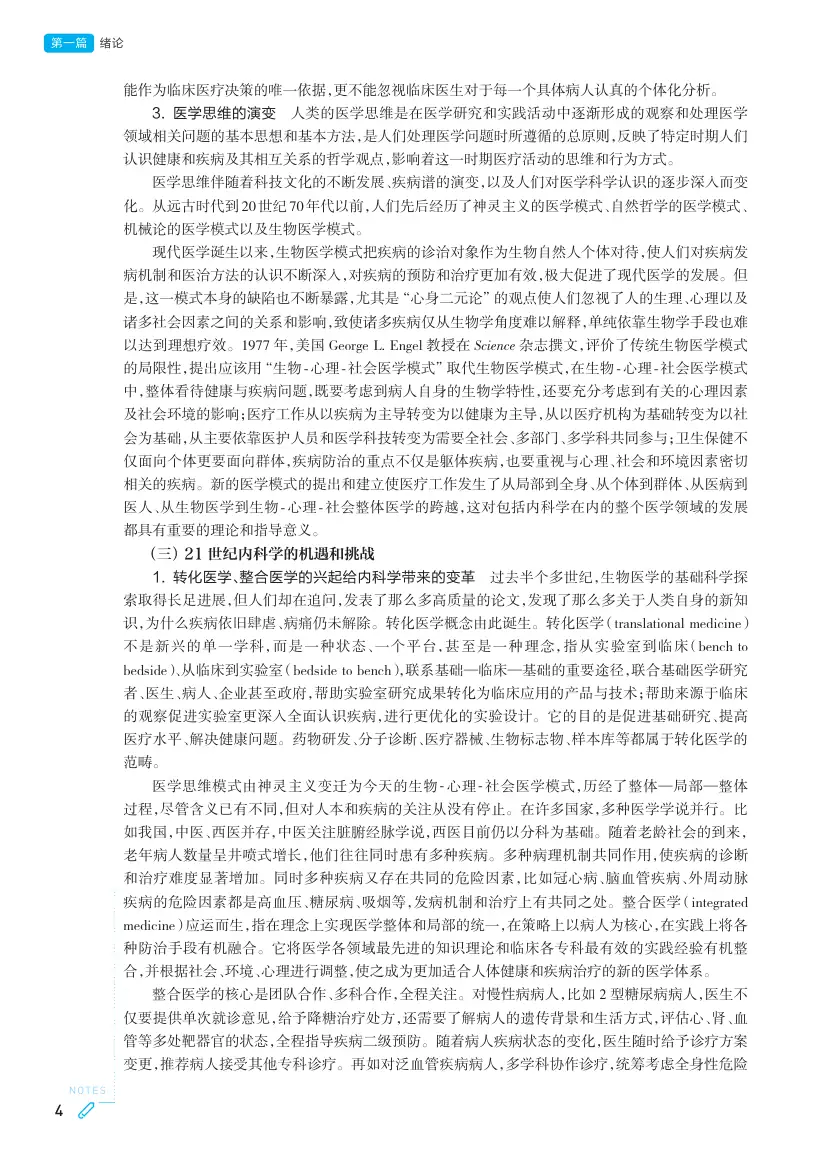 第一篇 绪论
能作为临床医疗决策的唯一依据,更不能忽视临床医生对于每一个具体病人认真的个体化分析。
3. 医学思维的演变 人类的医学思维是在医学研究和实践活动中逐渐形成的观察和处理医学
领域相关问题的基本思想和基本方法,是人们处理医学问题时所遵循的总原则,反映了特定时期人们
认识健康和疾病及其相互关系的哲学观点,影响着这一时期医疗活动的思维和行为方式。
医学思维伴随着科技文化的不断发展、疾病谱的演变,以及人们对医学科学认识的逐步深入而变
化。从远古时代到20世纪70年代以前,人们先后经历了神灵主义的医学模式、自然哲学的医学模式、
机械论的医学模式以及生物医学模式。
现代医学诞生以来,生物医学模式把疾病的诊治对象作为生物自然人个体对待,使人们对疾病发
病机制和医治方法的认识不断深入,对疾病的预防和治疗更加有效,极大促进了现代医学的发展。但
是,这一模式本身的缺陷也不断暴露,尤其是“心身二元论”的观点使人们忽视了人的生理、心理以及
诸多社会因素之间的关系和影响,致使诸多疾病仅从生物学角度难以解释,单纯依靠生物学手段也难
以达到理想疗效。1977 年,美国 George L. Engel 教授在 Science 杂志撰文,评价了传统生物医学模式
的局限性,提出应该用“生物-心理-社会医学模式”取代生物医学模式,在生物-心理-社会医学模式
中,整体看待健康与疾病问题,既要考虑到病人自身的生物学特性,还要充分考虑到有关的心理因素
及社会环境的影响;医疗工作从以疾病为主导转变为以健康为主导,从以医疗机构为基础转变为以社
会为基础,从主要依靠医护人员和医学科技转变为需要全社会、多部门、多学科共同参与;卫生保健不
仅面向个体更要面向群体,疾病防治的重点不仅是躯体疾病,也要重视与心理、社会和环境因素密切
相关的疾病。新的医学模式的提出和建立使医疗工作发生了从局部到全身、从个体到群体、从医病到
医人、从生物医学到生物-心理-社会整体医学的跨越,这对包括内科学在内的整个医学领域的发展
都具有重要的理论和指导意义。
(三)21 世纪内科学的机遇和挑战
1. 转化医学、整合医学的兴起给内科学带来的变革 过去半个多世纪,生物医学的基础科学探
索取得长足进展,但人们却在追问,发表了那么多高质量的论文,发现了那么多关于人类自身的新知
识,为什么疾病依旧肆虐、病痛仍未解除。转化医学概念由此诞生。转化医学(translational medicine)
不是新兴的单一学科,而是一种状态、一个平台,甚至是一种理念,指从实验室到临床(bench to
bedside)、从临床到实验室(bedside to bench),联系基础—临床—基础的重要途径,联合基础医学研究
者、医生、病人、企业甚至政府,帮助实验室研究成果转化为临床应用的产品与技术;帮助来源于临床
的观察促进实验室更深入全面认识疾病,进行更优化的实验设计。它的目的是促进基础研究、提高
医疗水平、解决健康问题。药物研发、分子诊断、医疗器械、生物标志物、样本库等都属于转化医学的
范畴。
医学思维模式由神灵主义变迁为今天的生物-心理-社会医学模式,历经了整体—局部—整体
过程,尽管含义已有不同,但对人本和疾病的关注从没有停止。在许多国家,多种医学学说并行。比
如我国,中医、西医并存,中医关注脏腑经脉学说,西医目前仍以分科为基础。随着老龄社会的到来,
老年病人数量呈井喷式增长,他们往往同时患有多种疾病。多种病理机制共同作用,使疾病的诊断
和治疗难度显著增加。同时多种疾病又存在共同的危险因素,比如冠心病、脑血管疾病、外周动脉
疾病的危险因素都是高血压、糖尿病、吸烟等,发病机制和治疗上有共同之处。整合医学(integrated
medicine)应运而生,指在理念上实现医学整体和局部的统一,在策略上以病人为核心,在实践上将各
种防治手段有机融合。它将医学各领域最先进的知识理论和临床各专科最有效的实践经验有机整
合,并根据社会、环境、心理进行调整,使之成为更加适合人体健康和疾病治疗的新的医学体系。
整合医学的核心是团队合作、多科合作,全程关注。对慢性病病人,比如 2 型糖尿病病人,医生不
仅要提供单次就诊意见,给予降糖治疗处方,还需要了解病人的遗传背景和生活方式,评估心、肾、血
管等多处靶器官的状态,全程指导疾病二级预防。随着病人疾病状态的变化,医生随时给予诊疗方案
变更,推荐病人接受其他专科诊疗。再如对泛血管疾病病人,多学科协作诊疗,统筹考虑全身性危险
NOTES
4